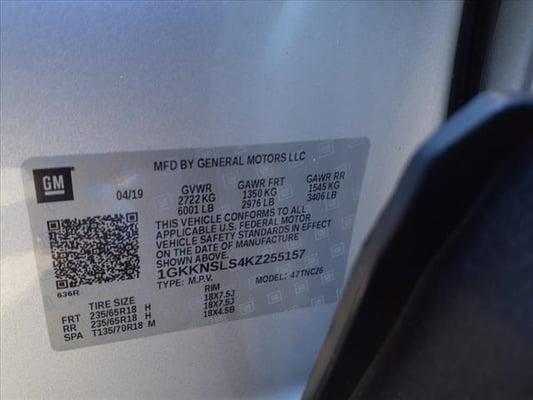 MFD BY GENERAL MOTORS LLC
GM
04/19
GVWR GAWR FRT GAWR RR
2722 KG 1350 KG 1545 KG
6001 LB 2976 LB 3406 LB
THIS VEHICLE CONFORMS TO ALL
APPLICABLE U.S. FEDERAL MOTOR
VEHICLE SAFETY STANDARDS IN EFFECT
ON THE DATE OF MANUFACTURE
SHOWN ABOVE.
1GKKNSLS4KZ255157
TYPE: M.P.V. MODEL: 4TTNC26
636R
TIRE SIZE RIM
FRT 235/65R18 H 18X7.5J
RR 235/65R18 H 18X7.5J
SPA T135/70R18 M 18X4.5B